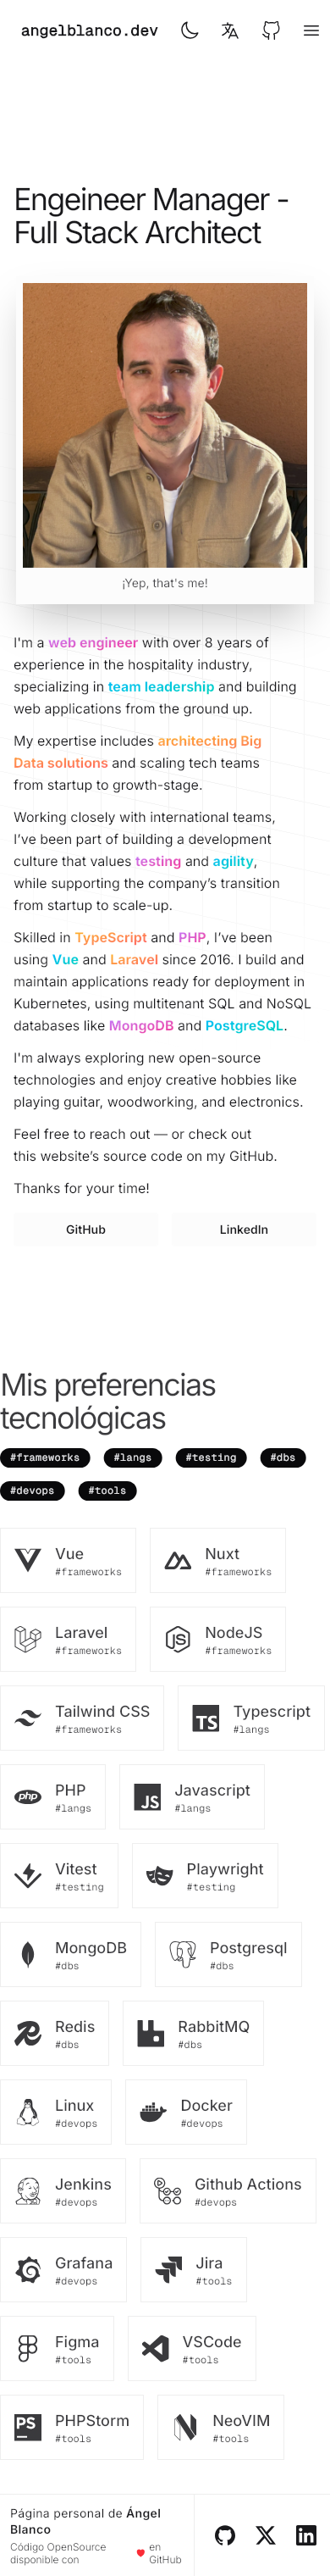 angelblanco.dev
Engeineer Manager -
Full Stack Architect
¡Yep, that's me!
I'm a web engineer with over 8 years of
experience in the hospitality industry,
specializing in team leadership and building
web applications from the ground up.
My expertise includes architecting Big
Data solutions and scaling tech teams
from startup to growth-stage.
Working closely with international teams,
I've been part of building a development
culture that values testing and agility,
while supporting the company's transition
from startup to scale-up.
Skilled in TypeScript and PHP, I've been
using Vue and Laravel since 2016. I build and
maintain applications ready for deployment in
Kubernetes, using multitenant SQL and NoSQL
databases like MongoDB and PostgreSQL.
I'm always exploring new open-source
technologies and enjoy creative hobbies like
playing guitar, woodworking, and electronics.
Feel free to reach out — or check out
this website's source code on my GitHub.
Thanks for your time!
GitHub LinkedIn
Mis preferencias
tecnológicas
#frameworks #langs #testing #dbs
#devops #tools
Vue Nuxt
#frameworks #frameworks
Laravel NodeJS
#frameworks #frameworks
Tailwind CSS TS Typescript
#frameworks #langs
php PHP JS Javascript
#langs #langs
Vitest Playwright
#testing #testing
MongoDB Postgresql
#dbs #dbs
Redis RabbitMQ
#dbs #dbs
Linux Docker
#devops #devops
Jenkins Github Actions
#devops #devops
Grafana Jira
#devops #tools
Figma VSCode
#tools #tools
PS PHPStorm NeoVIM
#tools #tools
Página personal de Ángel
Blanco
Código OpenSource
disponible con en
GitHub